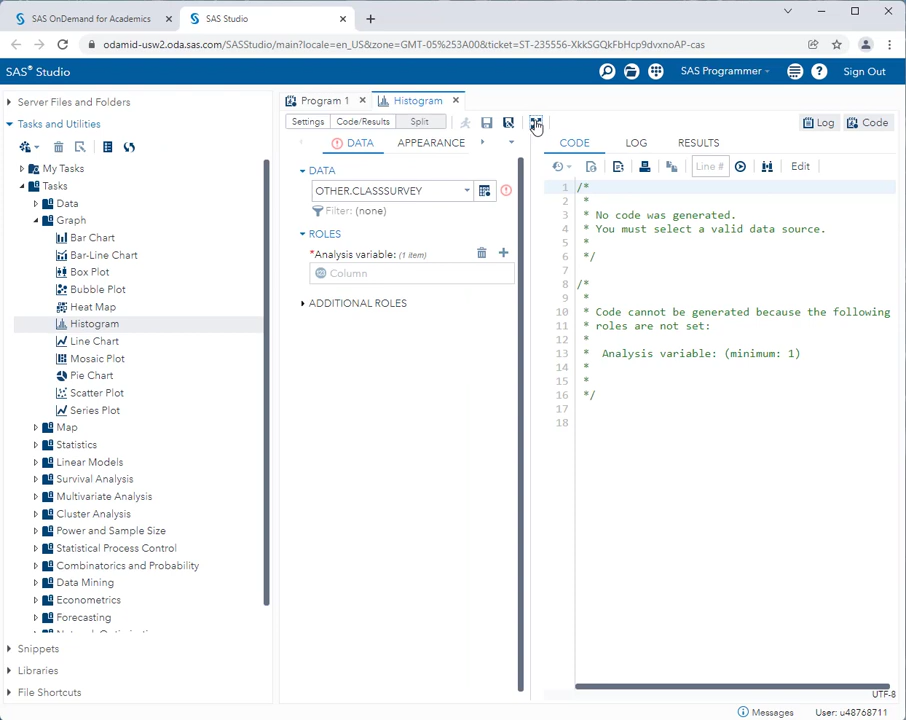 SAS OnDemand for Academics
SAS Studio
odamid-usw2.oda.sas.com/SASStudio/main?locale=en_US&zone=GMT-05%253A00&ticket=ST-235556-XkkSGQkFbHcp9dvxnoAP-cas
SAS® Studio
SAS Programmer
Sign Out
Server Files and Folders
Tasks and Utilities
My Tasks
Tasks
Data
Graph
Bar Chart
Bar-Line Chart
Box Plot
Bubble Plot
Heat Map
Histogram
Line Chart
Mosaic Plot
Pie Chart
Scatter Plot
Series Plot
Map
Statistics
Linear Models
Survival Analysis
Multivariate Analysis
Cluster Analysis
Power and Sample Size
Statistical Process Control
Combinatorics and Probability
Data Mining
Econometrics
Forecasting
Snippets
Libraries
File Shortcuts
Program 1
Histogram
Settings
Code/Results
Split
Log
Code
DATA
APPEARANCE
DATA
OTHER.CLASSSURVEY
Filter: (none)
ROLES
*Analysis variable: (1 item)
Column
ADDITIONAL ROLES
CODE
LOG
RESULTS
Line #
Edit
1 /*
2 *
3 * No code was generated.
4 * You must select a valid data source.
5 *
6 */
7
8 /*
9 *
10 * Code cannot be generated because the following
11 * roles are not set:
12 *
13 * Analysis variable: (minimum: 1)
14 *
15 *
16 */
17
18
UTF-8
Messages
User: u48768711